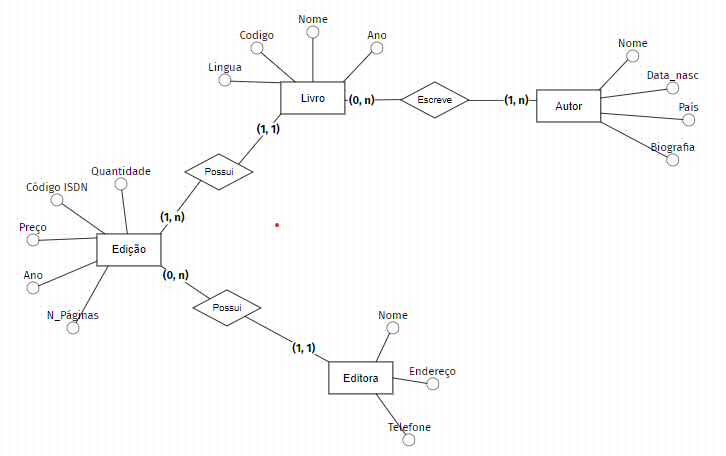 Nome
Codigo
Ano
Lingua
Livro
(0, n)
Escreve
(1, n)
Autor
Nome
Data_nasc
País
Biografia
(1, 1)
Possui
(1, n)
Quantidade
Código ISDN
Preço
Edição
Ano
N_Páginas
(0, n)
Possui
(1, 1)
Editora
Nome
Endereço
Telefone